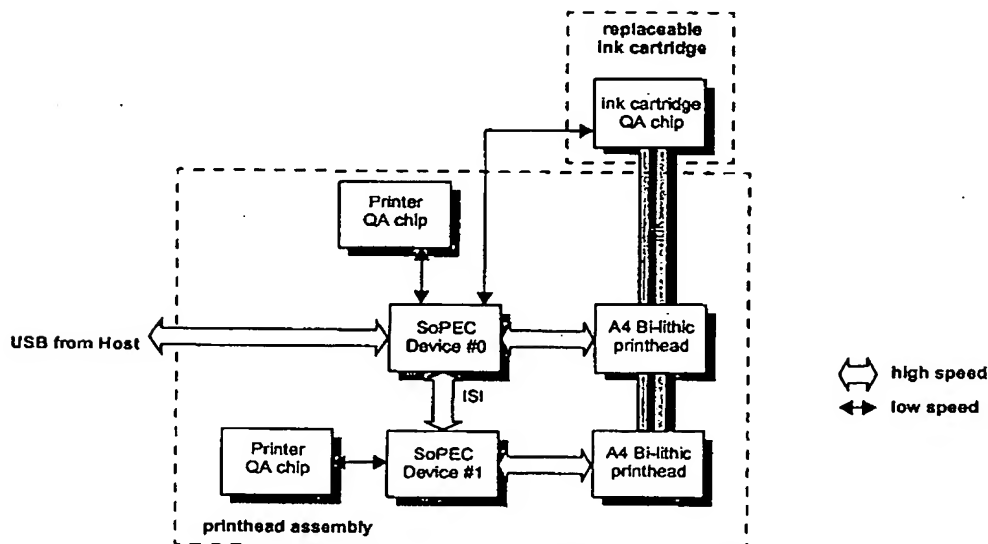 replaceable
ink cartridge
ink cartridge
QA chip
Printer
QA chip
USB from Host
SoPEC
Device #0
A4 Bi-lithic
printhead
high speed
low speed
ISI
Printer
QA chip
SoPEC
Device #1
A4 Bi-lithic
printhead
printhead assembly